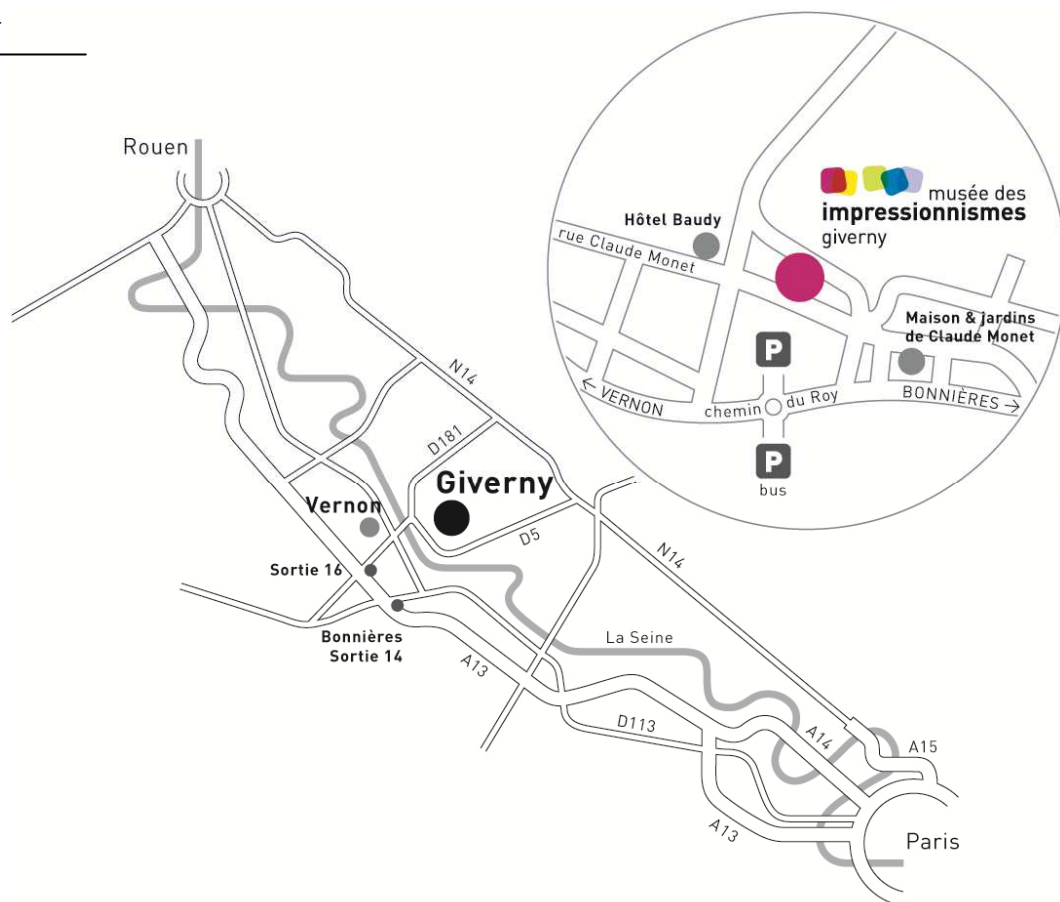 Rouen
musée des
impressionnismes
giverny
Hôtel Baudy
rue Claude Monet
Maison & jardins
de Claude Monet
P
← VERNON
chemin du Roy
BONNIÈRES →
P
bus
N14
D181
Giverny
Vernon
D5
Sortie 16
N14
Bonnières
Sortie 14
La Seine
A13
D113
A14
A15
A13
Paris